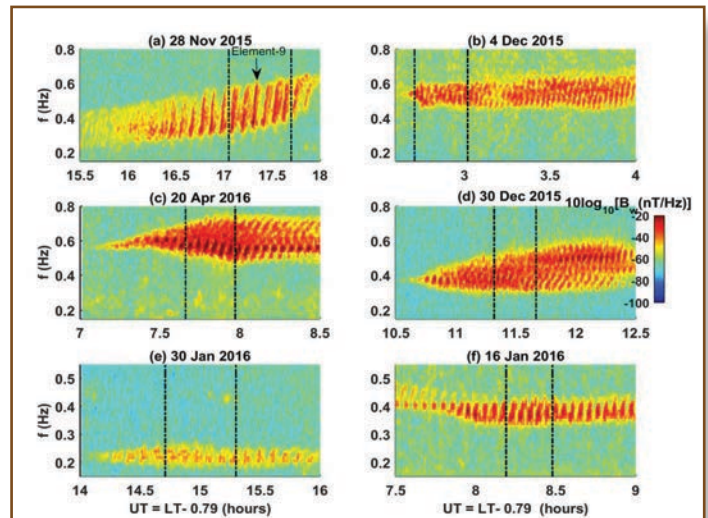 (a) 28 Nov 2015
Element-9
0.8
0.6
0.4
0.2
f (Hz)
15.5 16 16.5 17 17.5 18
(b) 4 Dec 2015
0.8
0.6
0.4
0.2
3 3.5 4
(c) 20 Apr 2016
0.8
0.6
0.4
0.2
f (Hz)
7 7.5 8 8.5
(d) 30 Dec 2015
0.8
0.6
0.4
0.2
10.5 11 11.5 12 12.5
10log10[Bw(nT/Hz)]
-20
-40
-60
-80
-100
(e) 30 Jan 2016
0.5
0.4
0.3
0.2
f (Hz)
14 14.5 15 15.5 16
UT = LT- 0.79 (hours)
(f) 16 Jan 2016
0.5
0.4
0.3
0.2
7.5 8 8.5 9
UT = LT- 0.79 (hours)